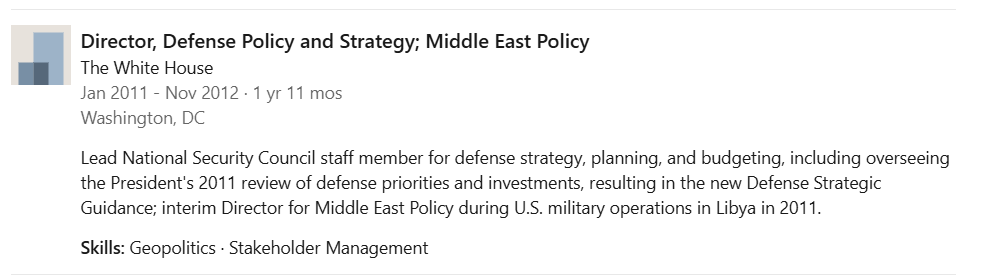 Director, Defense Policy and Strategy; Middle East Policy
The White House
Jan 2011 - Nov 2012 · 1 yr 11 mos
Washington, DC
Lead National Security Council staff member for defense strategy, planning, and budgeting, including overseeing
the President's 2011 review of defense priorities and investments, resulting in the new Defense Strategic
Guidance; interim Director for Middle East Policy during U.S. military operations in Libya in 2011.
Skills: Geopolitics · Stakeholder Management